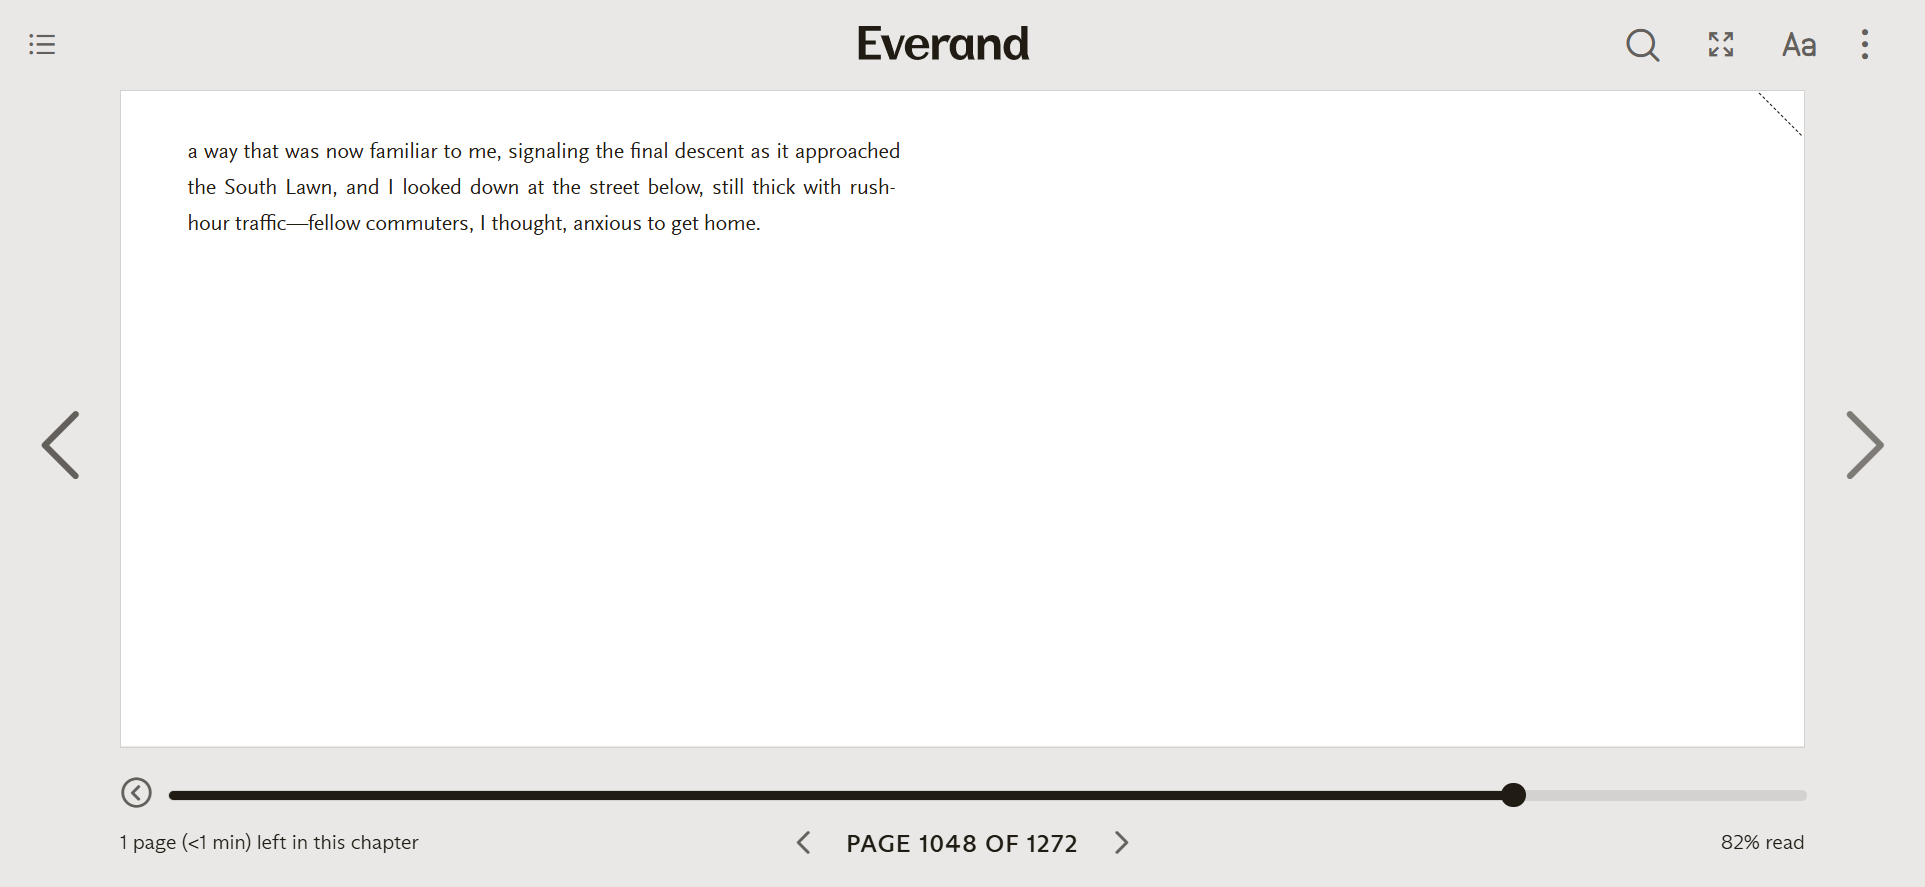 Everand
Aa
a way that was now familiar to me, signaling the final descent as it approached
the South Lawn, and I looked down at the street below, still thick with rush-
hour traffic—fellow commuters, I thought, anxious to get home.
1 page (<1 min) left in this chapter
PAGE 1048 OF 1272
82% read